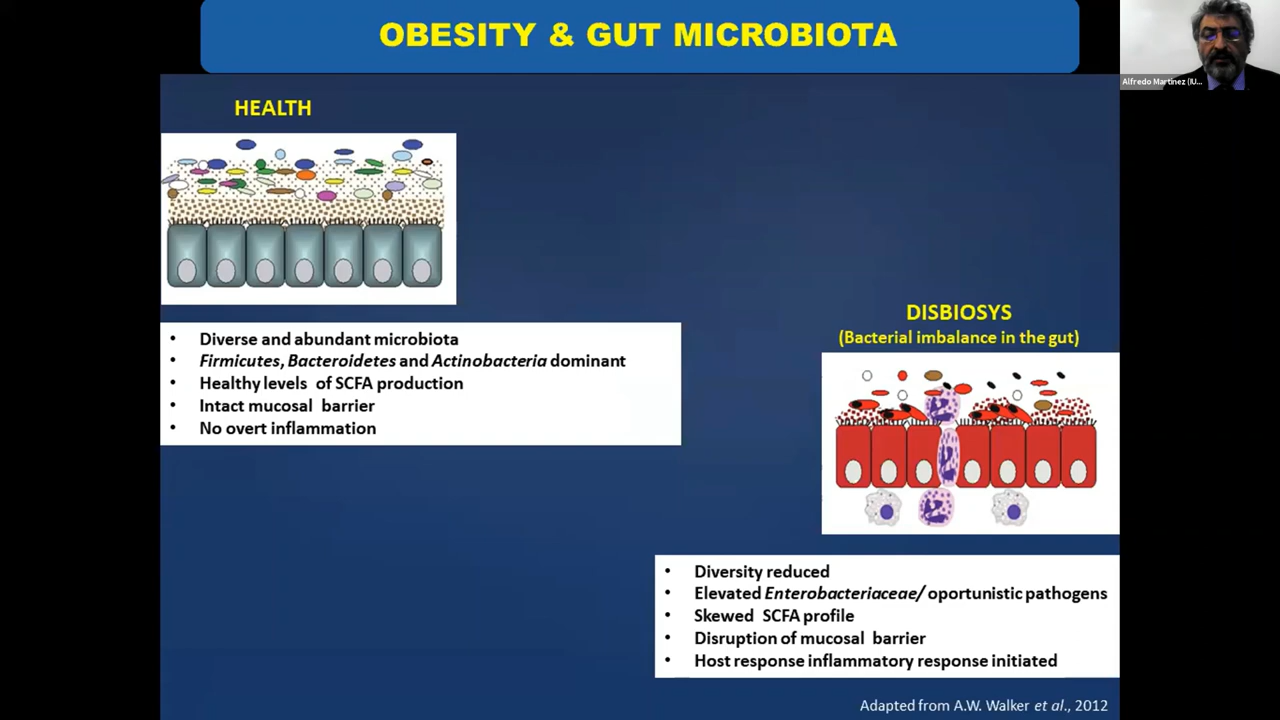 OBESITY & GUT MICROBIOTA
Alfredo Martinez (IU...
HEALTH
• Diverse and abundant microbiota
• Firmicutes, Bacteroidetes and Actinobacteria dominant
• Healthy levels of SCFA production
• Intact mucosal barrier
• No overt inflammation
DISBIOSYS
(Bacterial imbalance in the gut)
• Diversity reduced
• Elevated Enterobacteriaceae/ oportunistic pathogens
• Skewed SCFA profile
• Disruption of mucosal barrier
• Host response inflammatory response initiated
Adapted from A.W. Walker et al., 2012